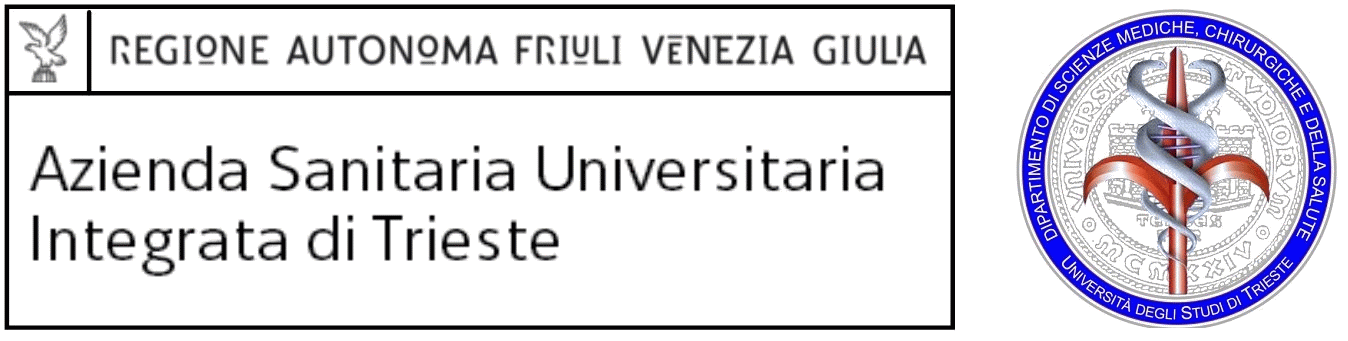 REGIONE AUTONOMA FRIULI VENEZIA GIULIA
Azienda Sanitaria Universitaria
Integrata di Trieste
DIPARTIMENTO DI SCIENZE MEDICHE, CHIRURGICHE E DELLA SALUTE
UNIVERSITÀ DEGLI STUDI DI TRIESTE